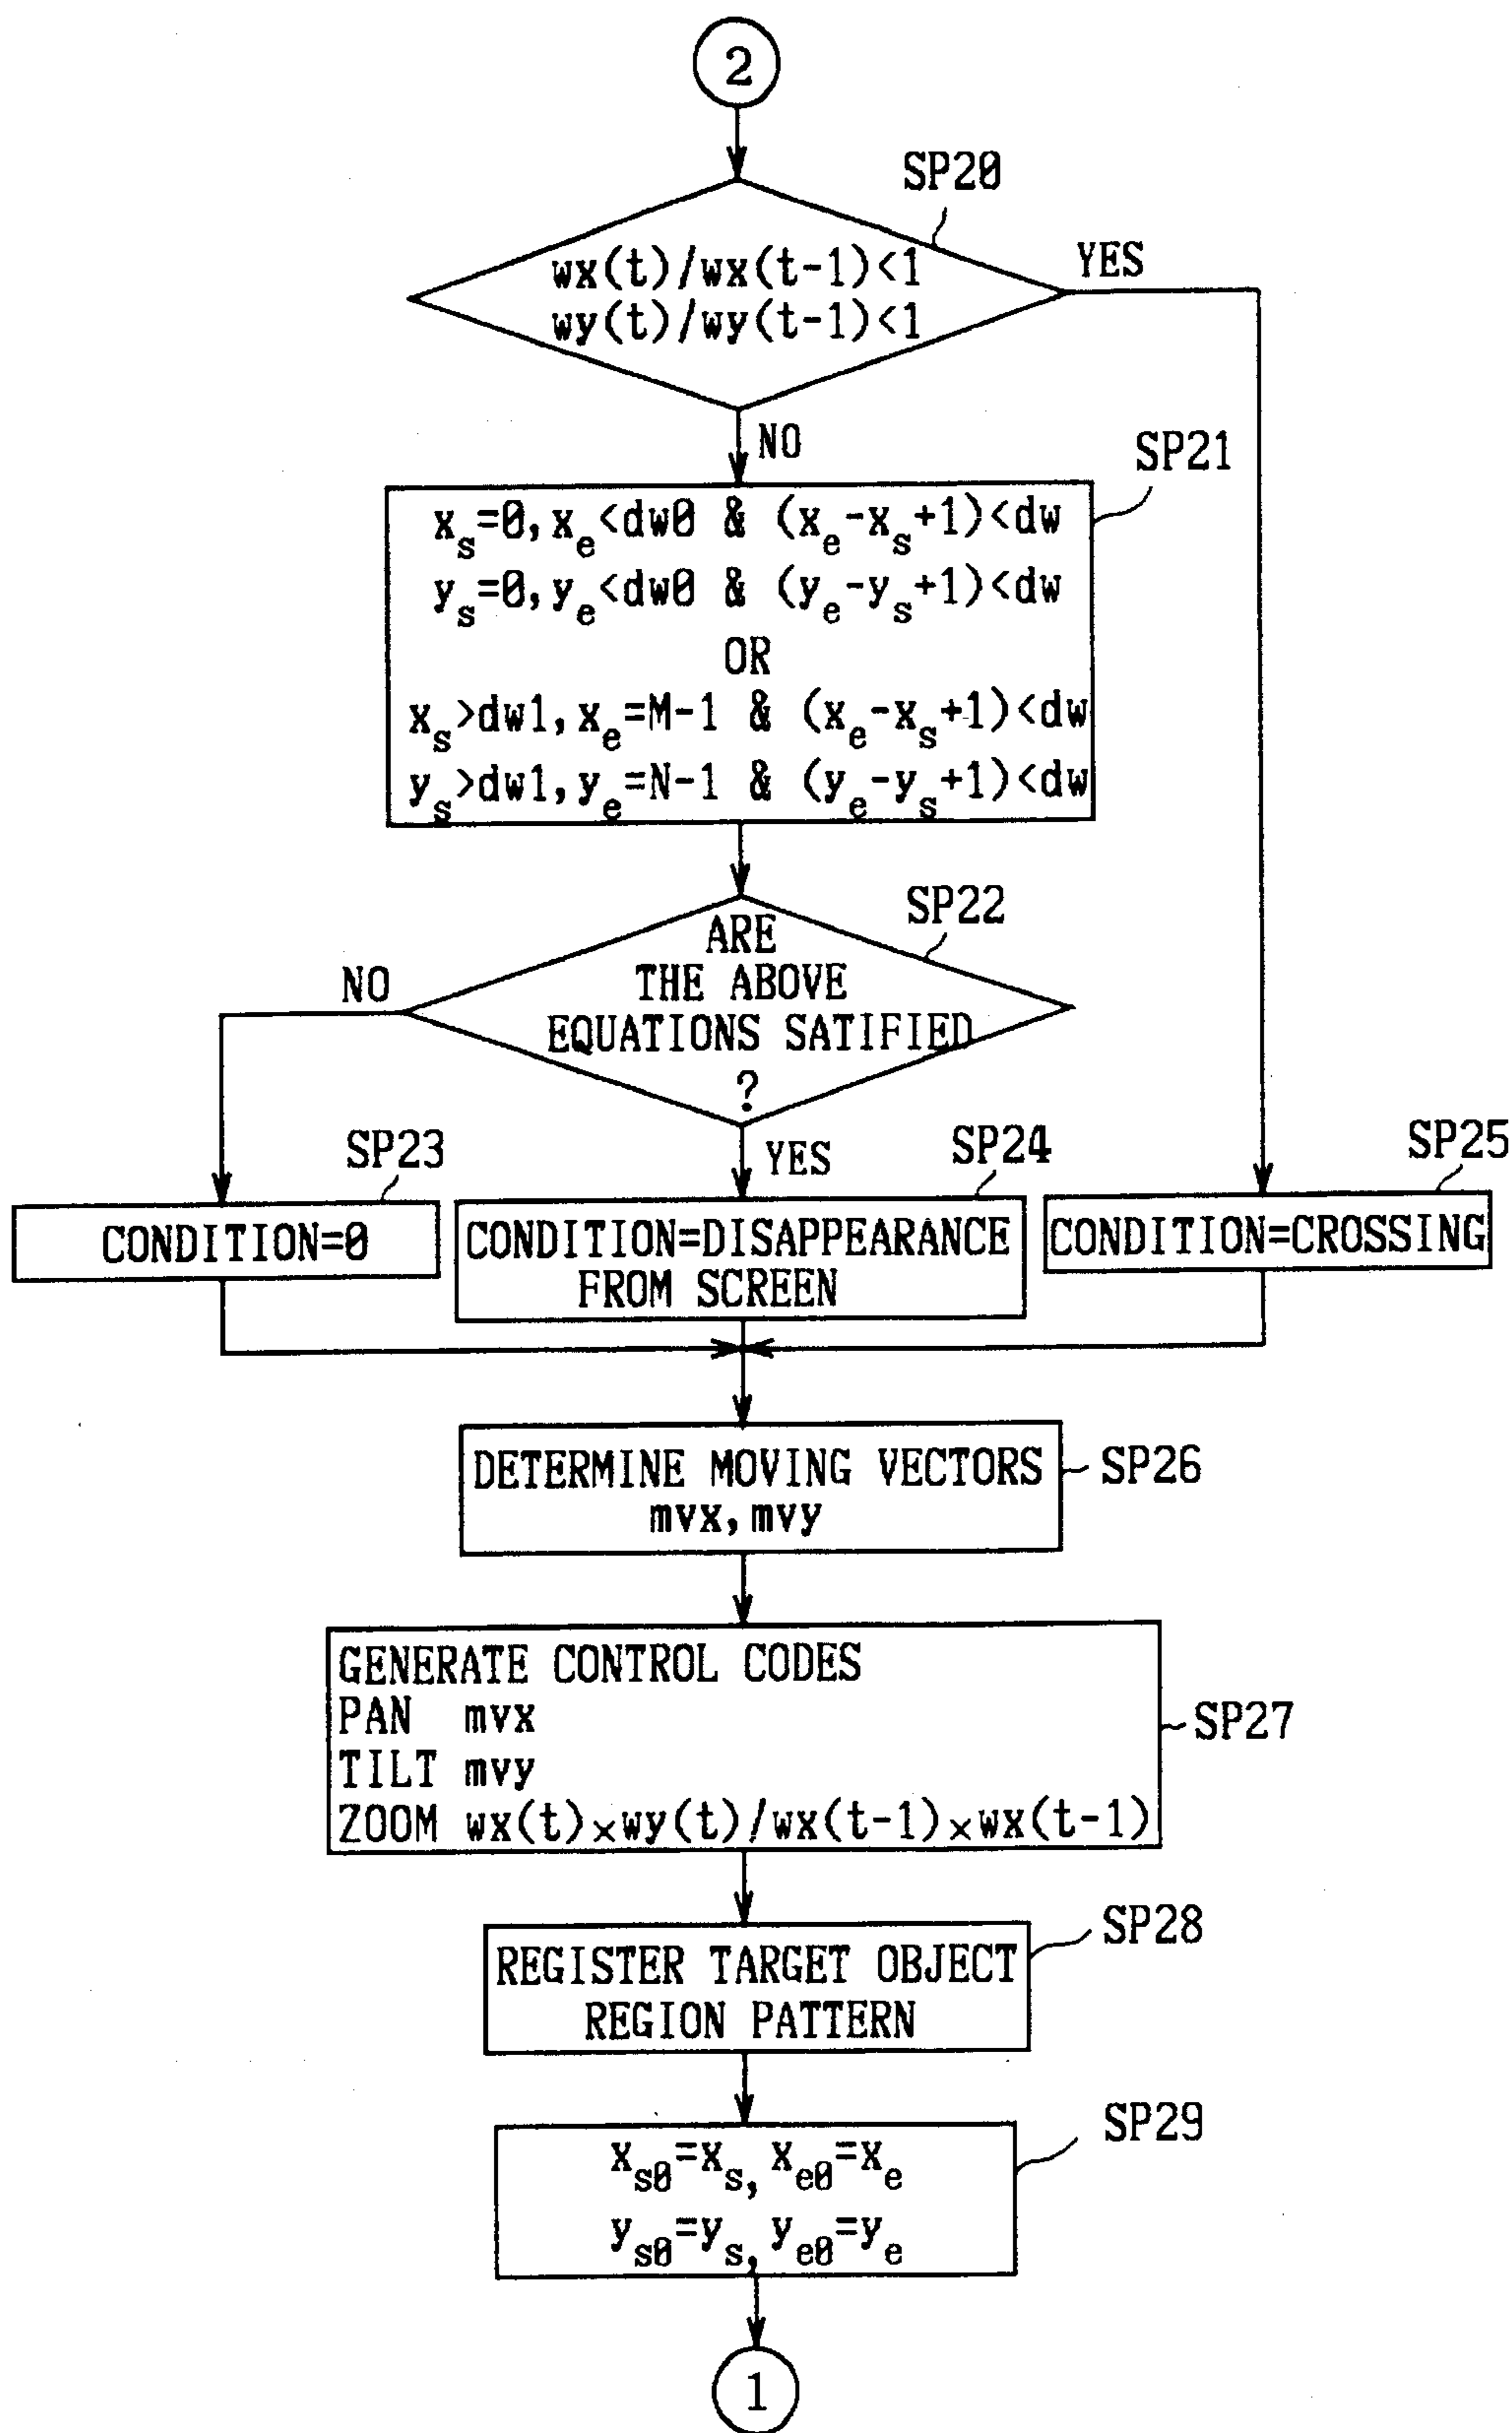 2
SP20
wx(t)/wx(t-1)<1
wy(t)/wy(t-1)<1
YES
NO
SP21
xs=0,xe<dw0 & (xe-xs+1)<dw
ys=0,ye<dw0 & (ye-ys+1)<dw
OR
xs>dw1,xe=M-1 & (xe-xs+1)<dw
ys>dw1,ye=N-1 & (ye-ys+1)<dw
SP22
ARE
THE ABOVE
EQUATIONS SATIFIED
?
NO
YES
SP23
CONDITION=0
SP24
CONDITION=DISAPPEARANCE
FROM SCREEN
SP25
CONDITION=CROSSING
DETERMINE MOVING VECTORS
mvx,mvy
SP26
GENERATE CONTROL CODES
PAN mvx
TILT mvy
ZOOM wx(t)×wy(t)/wx(t-1)×wx(t-1)
SP27
SP28
REGISTER TARGET OBJECT
REGION PATTERN
SP29
xs0=xs, xe0=xe
ys0=ys, ye0=ye
1